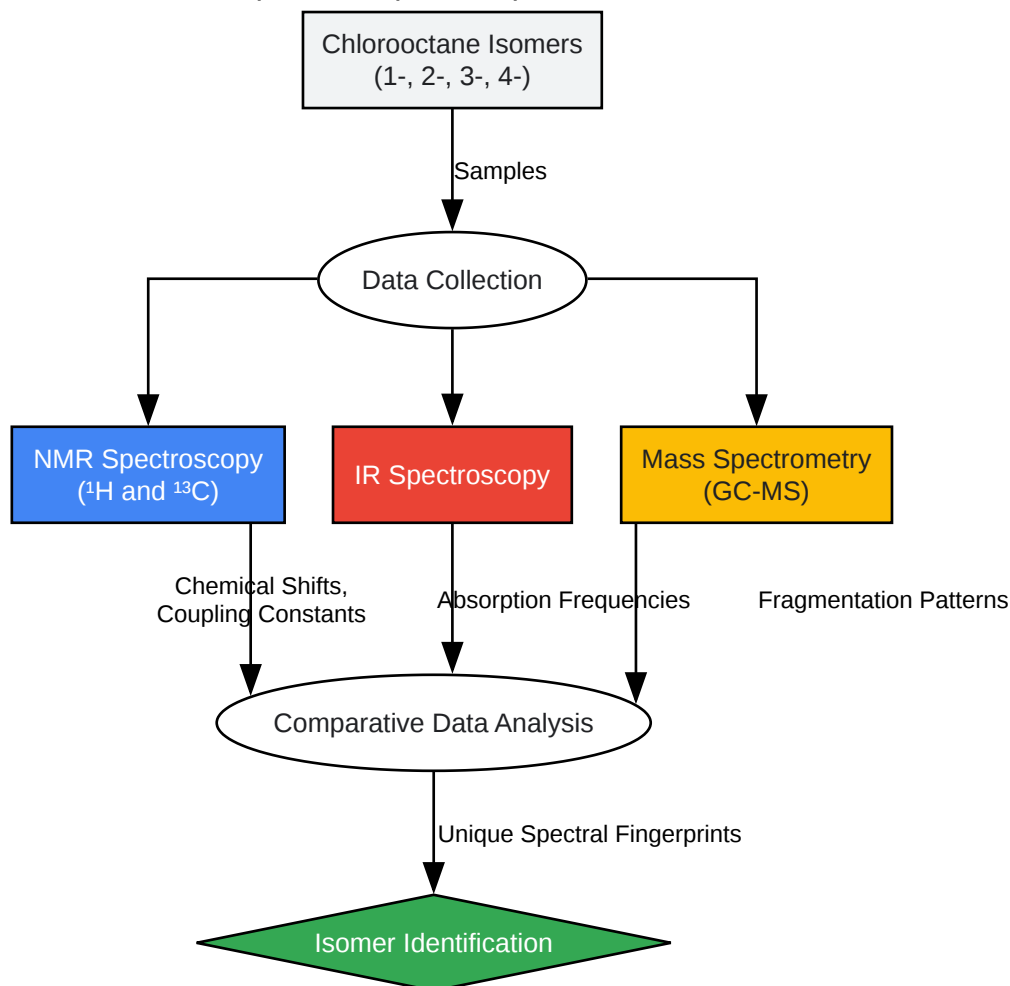 Chlorooctane Isomers
(1-, 2-, 3-, 4-)
Samples
Data Collection
NMR Spectroscopy
(¹H and ¹³C)
IR Spectroscopy
Mass Spectrometry
(GC-MS)
Chemical Shifts,
Coupling Constants
Absorption Frequencies
Fragmentation Patterns
Comparative Data Analysis
Unique Spectral Fingerprints
Isomer Identification